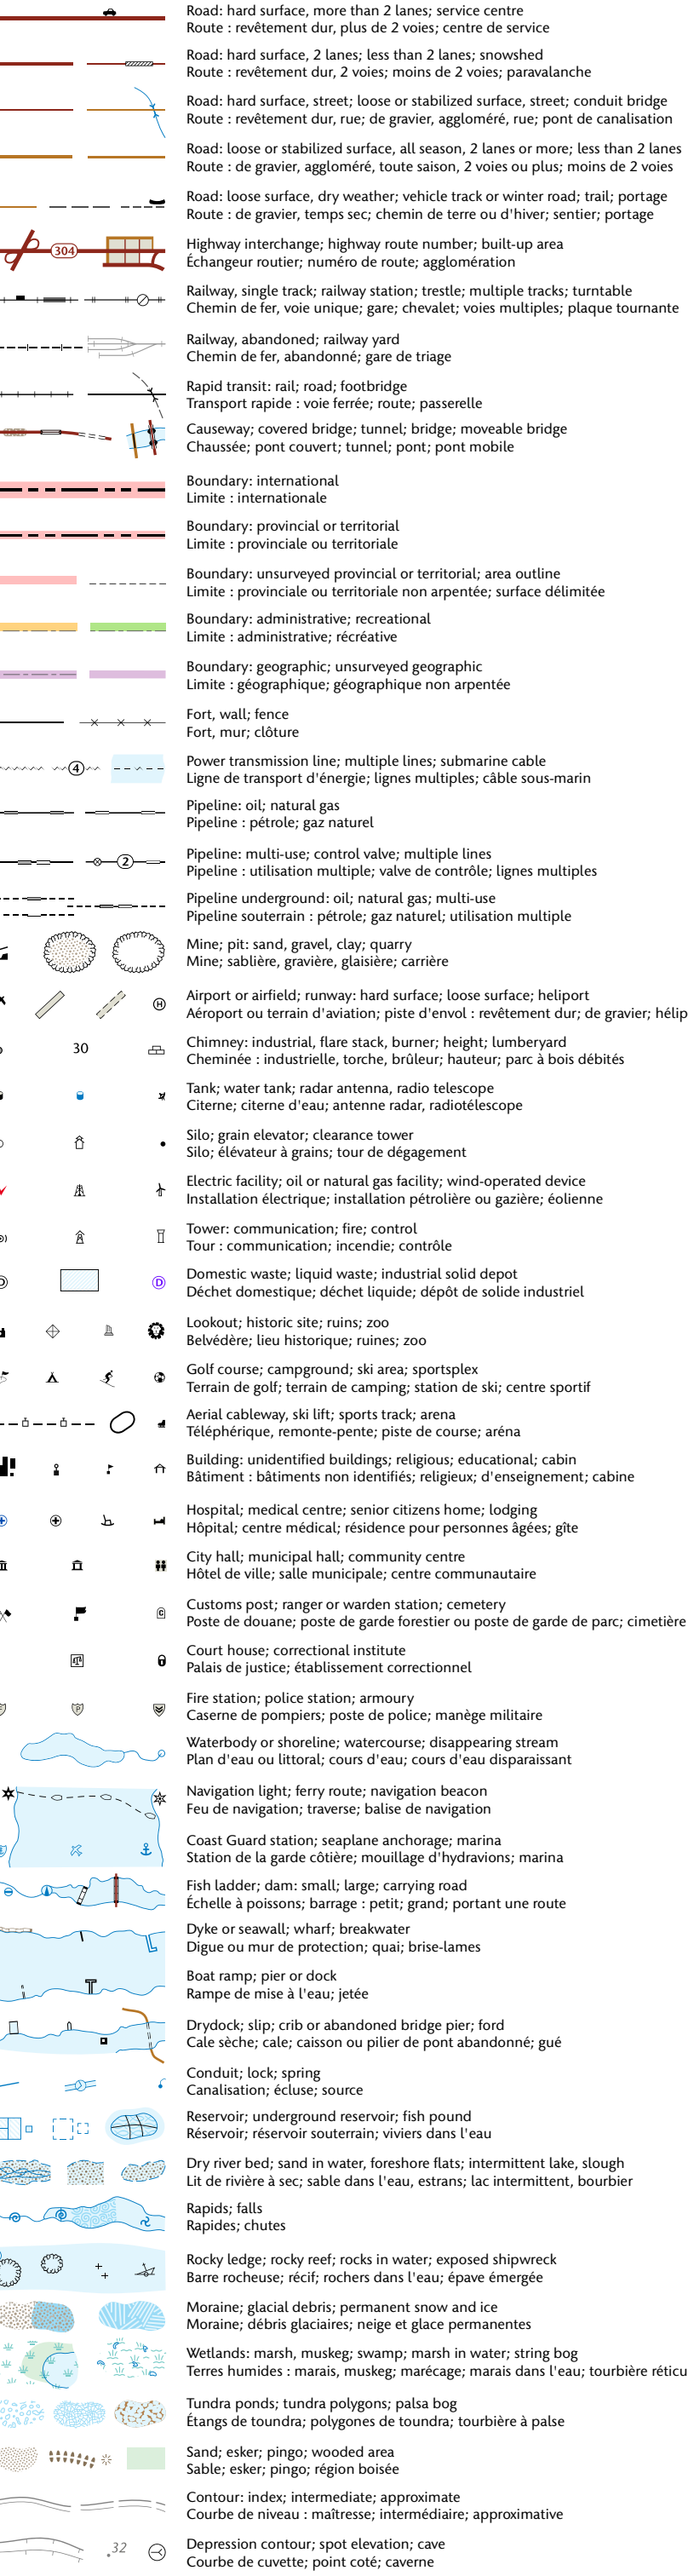 Road: hard surface, more than 2 lanes; service centre
Route : revêtement dur, plus de 2 voies; centre de service
Road: hard surface, 2 lanes; less than 2 lanes; snowshed
Route : revêtement dur, 2 voies; moins de 2 voies; paravalanche
Road: hard surface, street; loose or stabilized surface, street; conduit bridge
Route : revêtement dur, rue; de gravier, aggloméré, rue; pont de canalisation
Road: loose or stabilized surface, all season, 2 lanes or more; less than 2 lanes
Route : de gravier, aggloméré, toute saison, 2 voies ou plus; moins de 2 voies
Road: loose surface, dry weather; vehicle track or winter road; trail; portage
Route : de gravier, temps sec; chemin de terre ou d'hiver; sentier; portage
304
Highway interchange; highway route number; built-up area
Échangeur routier; numéro de route; agglomération
Railway, single track; railway station; trestle; multiple tracks; turntable
Chemin de fer, voie unique; gare; chevalet; voies multiples; plaque tournante
Railway, abandoned; railway yard
Chemin de fer, abandonné; gare de triage
Rapid transit: rail; road; footbridge
Transport rapide : voie ferrée; route; passerelle
Causeway; covered bridge; tunnel; bridge; moveable bridge
Chaussée; pont couvert; tunnel; pont; pont mobile
Boundary: international
Limite : internationale
Boundary: provincial or territorial
Limite : provinciale ou territoriale
Boundary: unsurveyed provincial or territorial; area outline
Limite : provinciale ou territoriale non arpentée; surface délimitée
Boundary: administrative; recreational
Limite : administrative; récréative
Boundary: geographic; unsurveyed geographic
Limite : géographique; géographique non arpentée
Fort, wall; fence
Fort, mur; clôture
4
Power transmission line; multiple lines; submarine cable
Ligne de transport d'énergie; lignes multiples; câble sous-marin
Pipeline: oil; natural gas
Pipeline : pétrole; gaz naturel
2
Pipeline: multi-use; control valve; multiple lines
Pipeline : utilisation multiple; valve de contrôle; lignes multiples
Pipeline underground: oil; natural gas; multi-use
Pipeline souterrain : pétrole; gaz naturel; utilisation multiple
Mine; pit: sand, gravel, clay; quarry
Mine; sablière, gravière, glaisière; carrière
H
Airport or airfield; runway: hard surface; loose surface; heliport
Aéroport ou terrain d'aviation; piste d'envol : revêtement dur; de gravier; hélip
30
Chimney: industrial, flare stack, burner; height; lumberyard
Cheminée : industrielle, torche, brûleur; hauteur; parc à bois débités
Tank; water tank; radar antenna, radio telescope
Citerne; citerne d'eau; antenne radar, radiotélescope
Silo; grain elevator; clearance tower
Silo; élévateur à grains; tour de dégagement
Electric facility; oil or natural gas facility; wind-operated device
Installation électrique; installation pétrolière ou gazière; éolienne
Tower: communication; fire; control
Tour : communication; incendie; contrôle
D
D
Domestic waste; liquid waste; industrial solid depot
Déchet domestique; déchet liquide; dépôt de solide industriel
Lookout; historic site; ruins; zoo
Belvédère; lieu historique; ruines; zoo
Golf course; campground; ski area; sportsplex
Terrain de golf; terrain de camping; station de ski; centre sportif
Aerial cableway, ski lift; sports track; arena
Téléphérique, remonte-pente; piste de course; aréna
Building: unidentified buildings; religious; educational; cabin
Bâtiment : bâtiments non identifiés; religieux; d'enseignement; cabine
Hospital; medical centre; senior citizens home; lodging
Hôpital; centre médical; résidence pour personnes âgées; gîte
City hall; municipal hall; community centre
Hôtel de ville; salle municipale; centre communautaire
C
Customs post; ranger or warden station; cemetery
Poste de douane; poste de garde forestier ou poste de garde de parc; cimetière
Court house; correctional institute
Palais de justice; établissement correctionnel
P
Fire station; police station; armoury
Caserne de pompiers; poste de police; manège militaire
Waterbody or shoreline; watercourse; disappearing stream
Plan d'eau ou littoral; cours d'eau; cours d'eau disparaissant
Navigation light; ferry route; navigation beacon
Feu de navigation; traverse; balise de navigation
Coast Guard station; seaplane anchorage; marina
Station de la garde côtière; mouillage d'hydravions; marina
Fish ladder; dam: small; large; carrying road
Échelle à poissons; barrage : petit; grand; portant une route
Dyke or seawall; wharf; breakwater
Digue ou mur de protection; quai; brise-lames
Boat ramp; pier or dock
Rampe de mise à l'eau; jetée
Drydock; slip; crib or abandoned bridge pier; ford
Cale sèche; cale; caisson ou pilier de pont abandonné; gué
Conduit; lock; spring
Canalisation; écluse; source
Reservoir; underground reservoir; fish pound
Réservoir; réservoir souterrain; viviers dans l'eau
Dry river bed; sand in water, foreshore flats; intermittent lake, slough
Lit de rivière à sec; sable dans l'eau, estrans; lac intermittent, bourbier
Rapids; falls
Rapides; chutes
Rocky ledge; rocky reef; rocks in water; exposed shipwreck
Barre rocheuse; récif; rochers dans l'eau; épave émergée
Moraine; glacial debris; permanent snow and ice
Moraine; débris glaciaires; neige et glace permanentes
Wetlands: marsh, muskeg; swamp; marsh in water; string bog
Terres humides : marais, muskeg; marécage; marais dans l'eau; tourbière réticu
Tundra ponds; tundra polygons; palsa bog
Étangs de toundra; polygones de toundra; tourbière à palse
Sand; esker; pingo; wooded area
Sable; esker; pingo; région boisée
Contour: index; intermediate; approximate
Courbe de niveau : maîtresse; intermédiaire; approximative
.32
Depression contour; spot elevation; cave
Courbe de cuvette; point coté; caverne